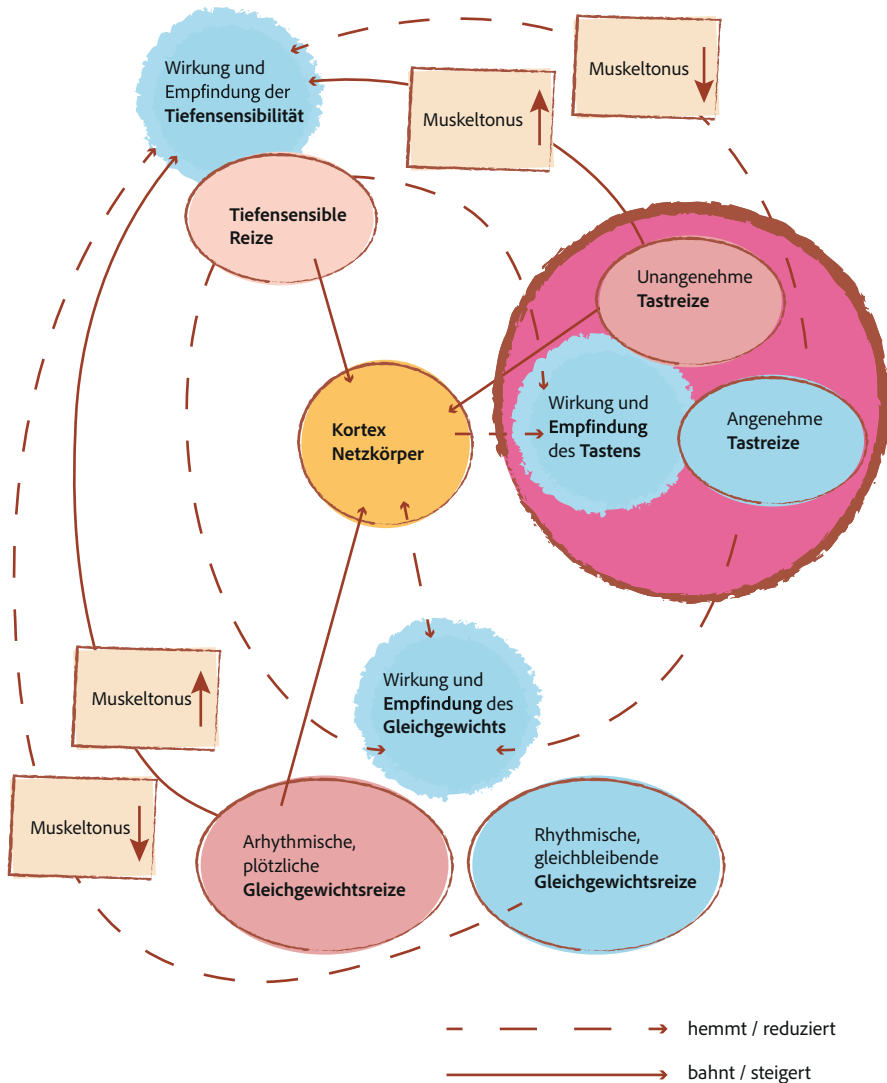 Wirkung und
Empfindung der
Tiefensensibilität
Muskeltonus
Muskeltonus
Tiefensensible
Reize
Unangenehme
Tastreize
Wirkung und
Empfindung
des Tastens
Angenehme
Tastreize
Kortex
Netzkörper
Wirkung und
Empfindung des
Gleichgewichts
Muskeltonus
Muskeltonus
Arhythmische,
plötzliche
Gleichgewichtsreize
Rhythmische,
gleichbleibende
Gleichgewichtsreize
hemmt / reduziert
bahnt / steigert